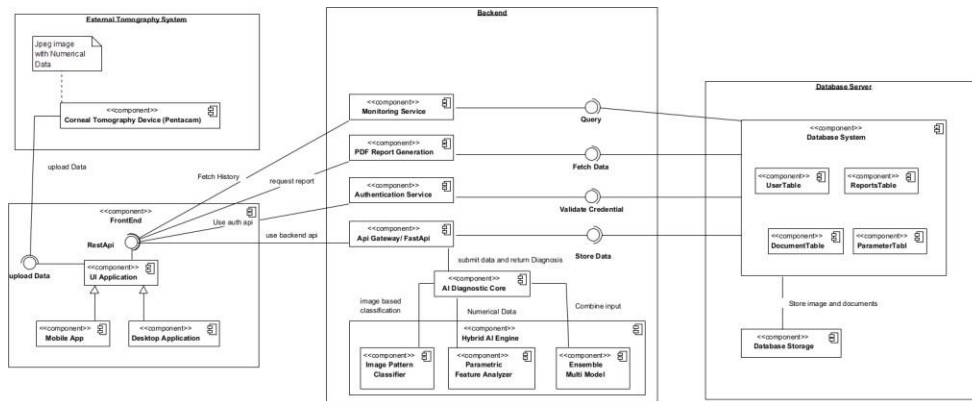 External Tomography System
Jpeg image
with Numerical
Data
<<component>>
Corneal Tomography Device (Pentacam)
upload Data
<<component>>
FrontEnd
RestApi
upload Data
<<component>>
UI Application
<<component>>
Mobile App
<<component>>
Desktop Application
Fetch History
request report
Use auth api
use backend api
Backend
<<component>>
Monitoring Service
<<component>>
PDF Report Generation
<<component>>
Authentication Service
<<component>>
Api Gateway/ FastApi
submit data and return Diagnosis
<<component>>
AI Diagnostic Core
image based
classification
Numerical Data
Combine input
<<component>>
Hybrid AI Engine
<<component>>
Image Pattern
Classifier
<<component>>
Parametric
Feature Analyzer
<<component>>
Ensemble
Multi Model
Query
Fetch Data
Validate Credential
Store Data
Database Server
<<component>>
Database System
<<component>>
UserTable
<<component>>
ReportsTable
<<component>>
DocumentTable
<<component>>
ParameterTabl
Store image and documents
<<component>>
Database Storage